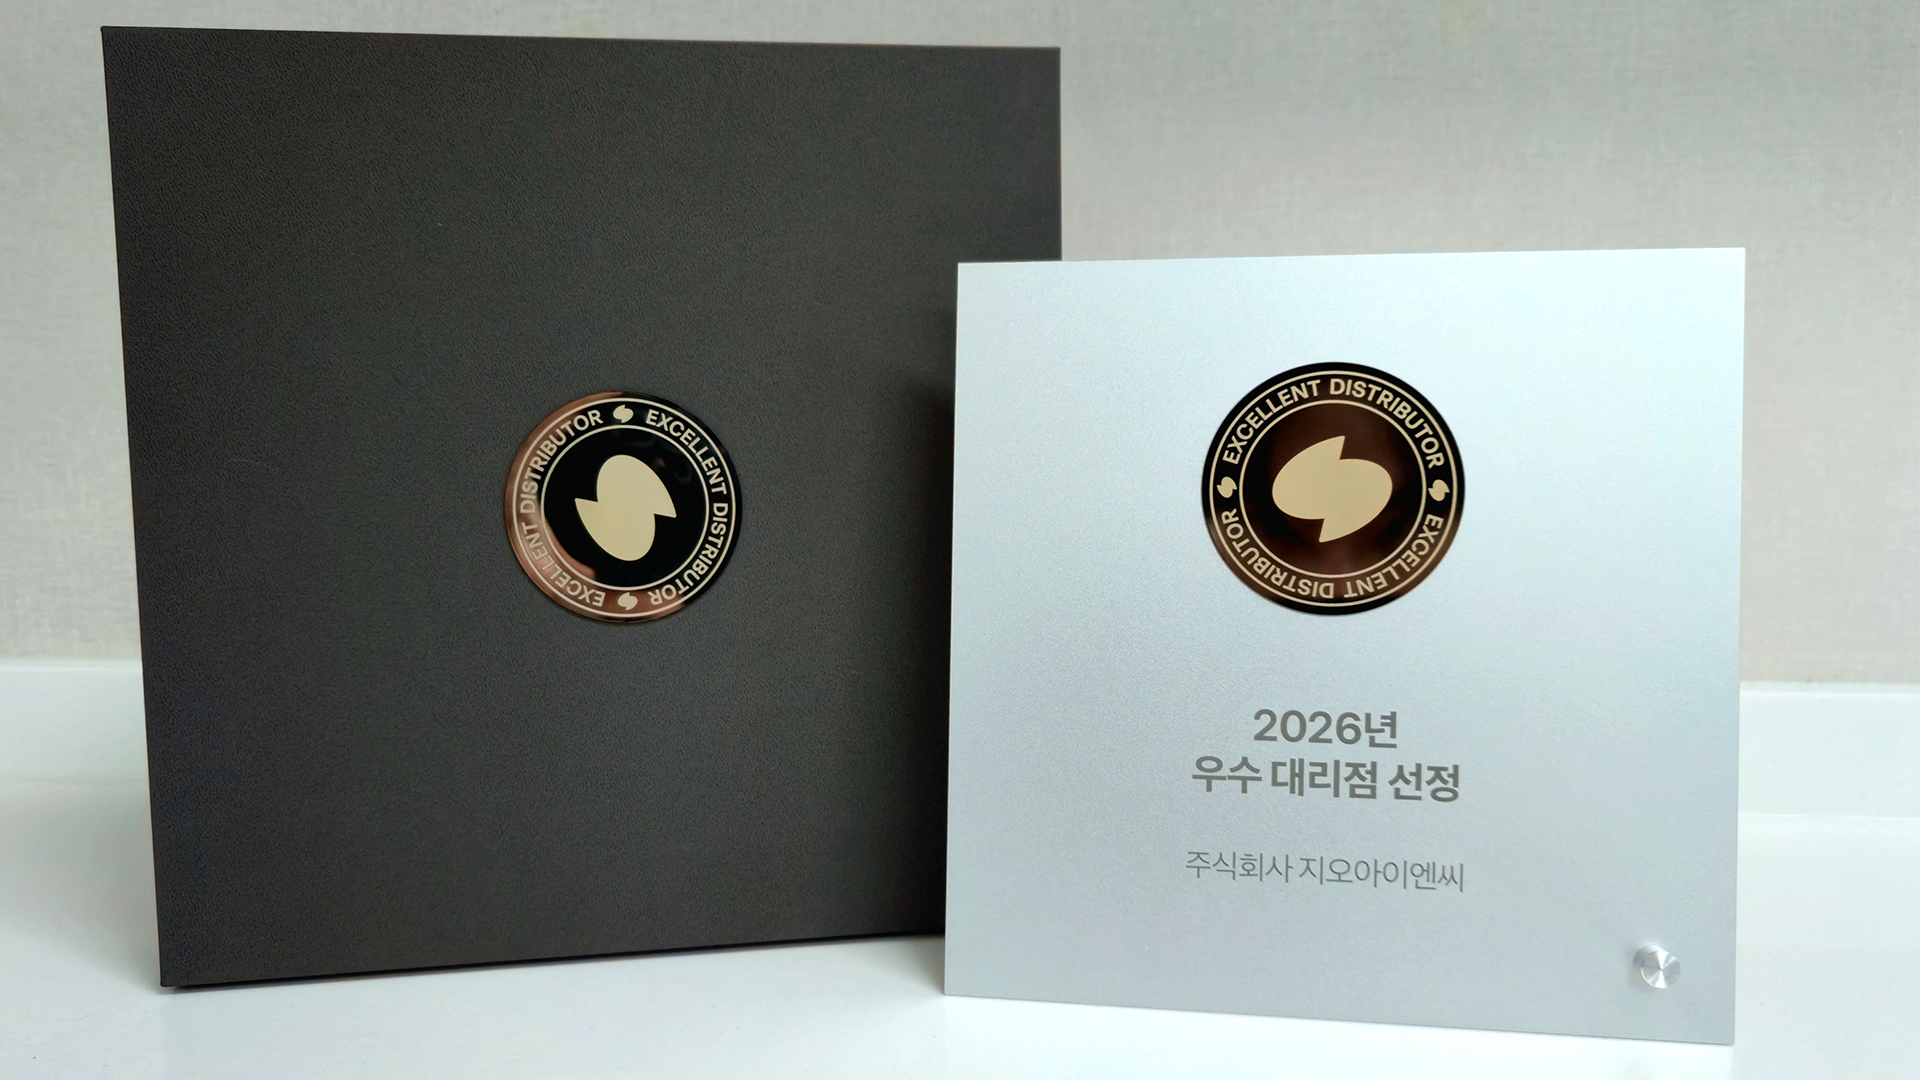 EXCELLENT DISTRIBUTOR
EXCELLENT DISTRIBUTOR
EXCELLENT DISTRIBUTOR
EXCELLENT DISTRIBUTOR
2026년
우수 대리점 선정
주식회사 지오아이엔씨